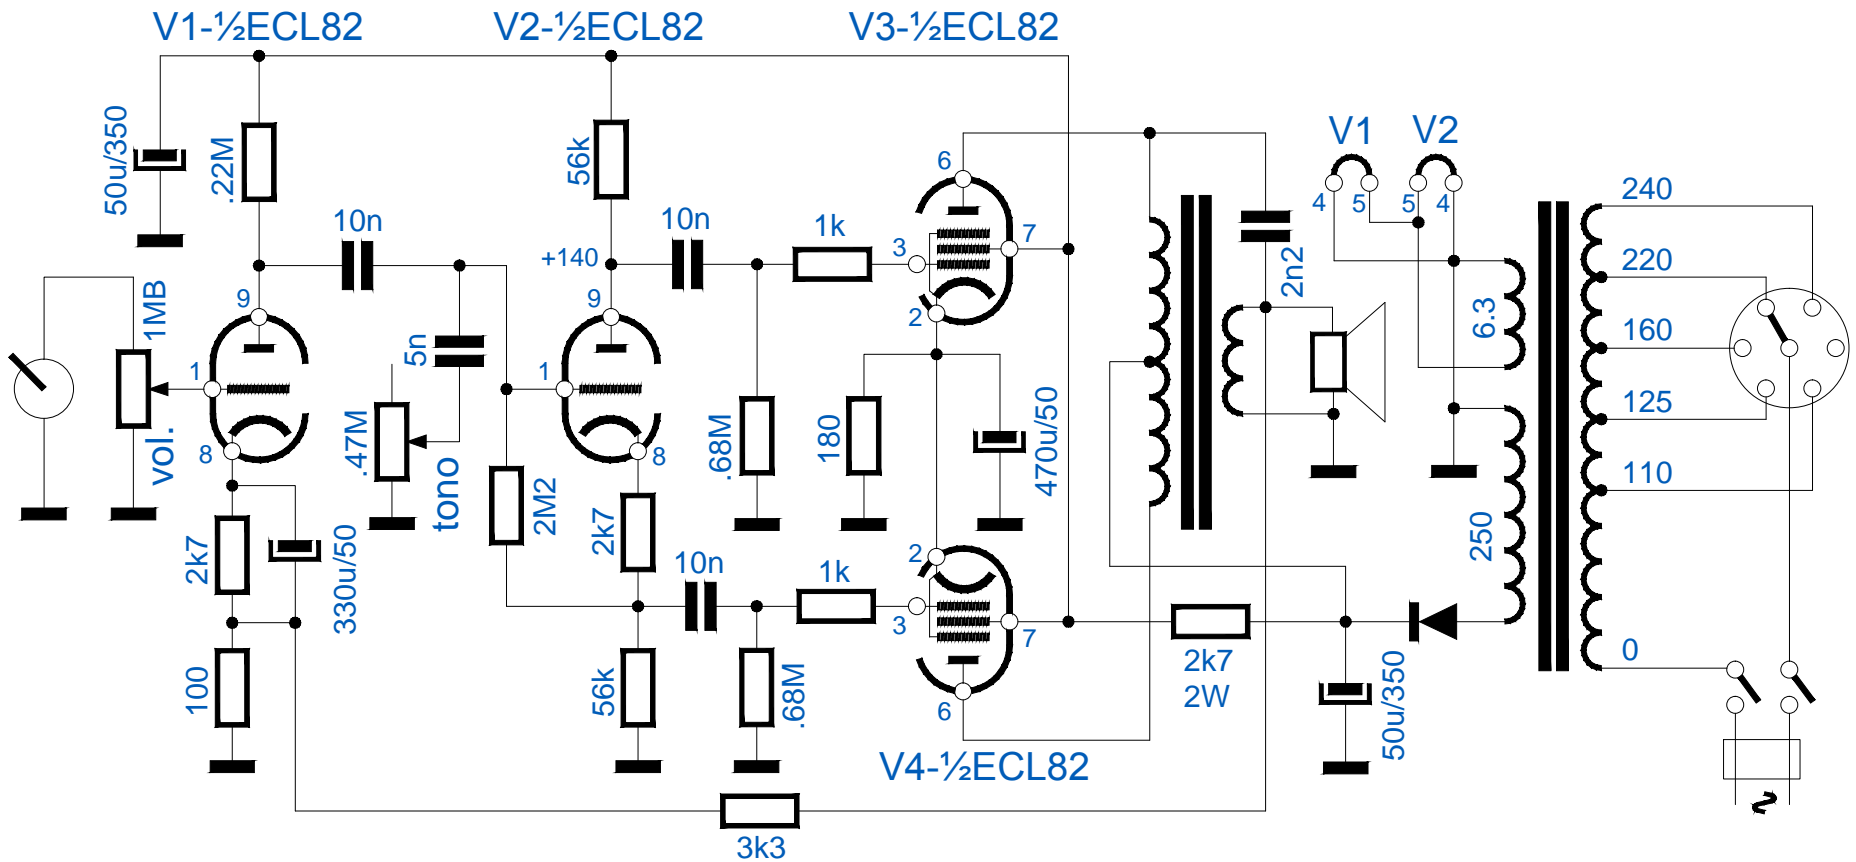 V1-½ECL82
V2-½ECL82
V3-½ECL82
50u/350
.22M
56k
10n
+140
10n
1k
6
7
3
2
V1
V2
4
5
5
4
240
220
160
125
110
0
2n2
6.3
250
1MB
vol.
9
1
8
5n
.47M
tono
9
1
8
2M2
2k7
.68M
180
470u/50
2k7
330u/50
100
10n
1k
56k
.68M
2
3
7
6
V4-½ECL82
2k7
2W
50u/350
3k3